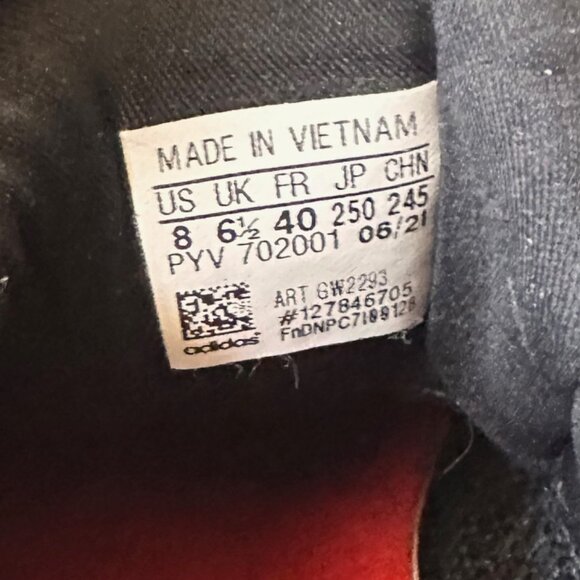 MADE IN VIETNAM
US UK FR JP CHN
8 6½ 40 250 245
PYV 702001 06/21
ART GW2293
#127846705
adidas